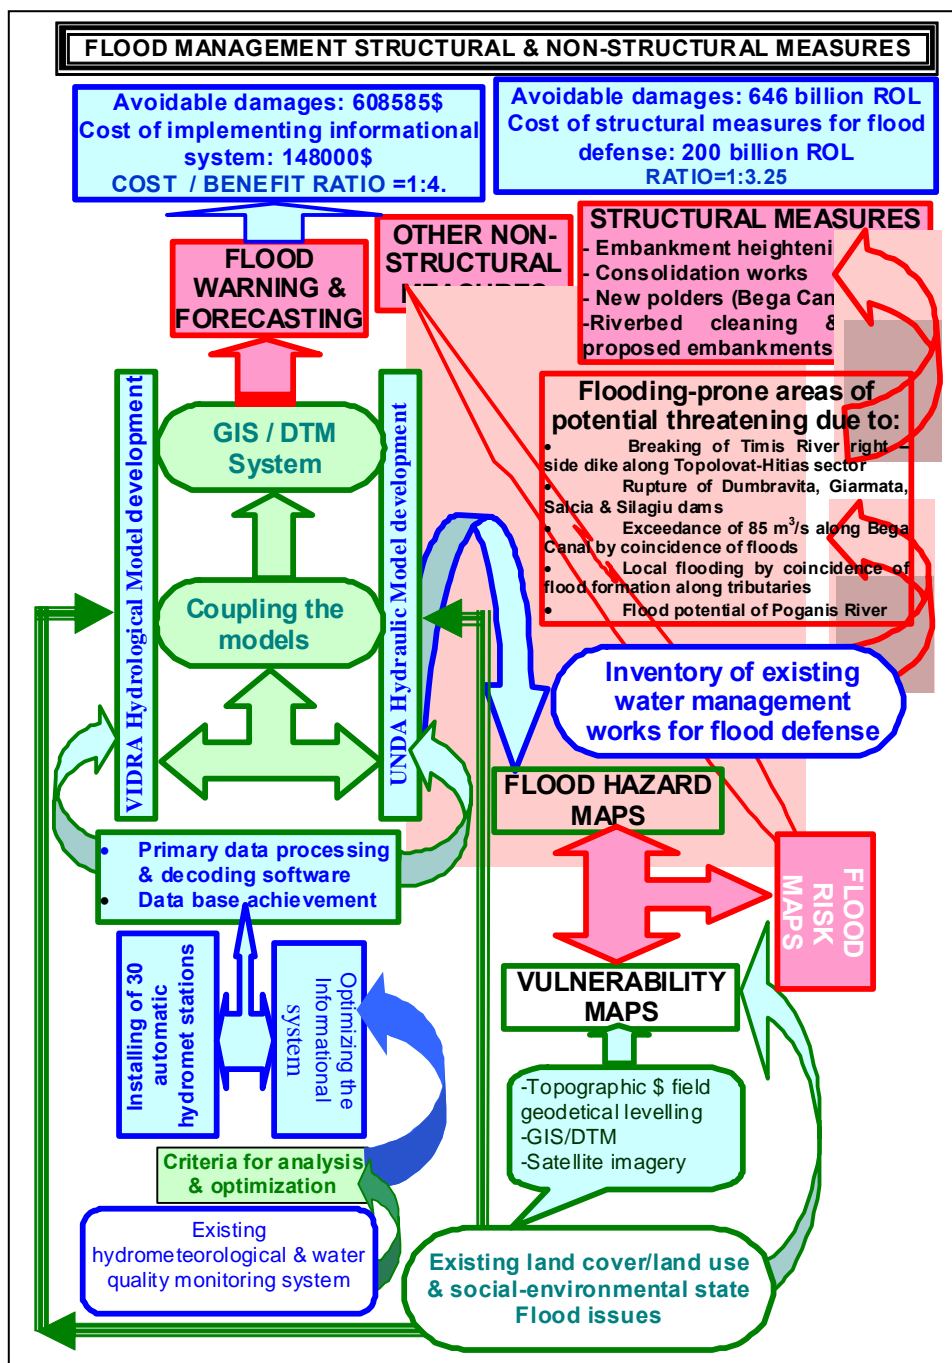 FLOOD MANAGEMENT STRUCTURAL & NON-STRUCTURAL MEASURES
Avoidable damages: 608585$
Cost of implementing informational
system: 148000$
COST / BENEFIT RATIO =1:4.
Avoidable damages: 646 billion ROL
Cost of structural measures for flood
defense: 200 billion ROL
RATIO=1:3.25
FLOOD
WARNING &
FORECASTING
OTHER NON-
STRUCTURAL
STRUCTURAL MEASURES
- Embankment heighteni
- Consolidation works
- New polders (Bega Can
-Riverbed cleaning &
proposed embankments
Flooding-prone areas of
potential threatening due to:
• Breaking of Timis River right –
side dike along Topolovat-Hitias sector
• Rupture of Dumbravita, Giarmata,
Salcia & Silagiu dams
• Exceedance of 85 m³/s along Bega
Canal by coincidence of floods
• Local flooding by coincidence of
flood formation along tributaries
• Flood potential of Poganis River
VIDRA Hydrological Model development
GIS / DTM
System
Coupling the
models
UNDA Hydraulic Model development
Inventory of existing
water management
works for flood defense
FLOOD HAZARD
MAPS
FLOOD
RISK
MAPS
• Primary data processing
& decoding software
• Data base achievement
Installing of 30
automatic
hydromet stations
Optimizing the
Informational
system
VULNERABILITY
MAPS
-Topographic $ field
geodetical levelling
-GIS/DTM
-Satellite imagery
Criteria for analysis
& optimization
Existing
hydrometeorological & water
quality monitoring system
Existing land cover/land use
& social-environmental state
Flood issues